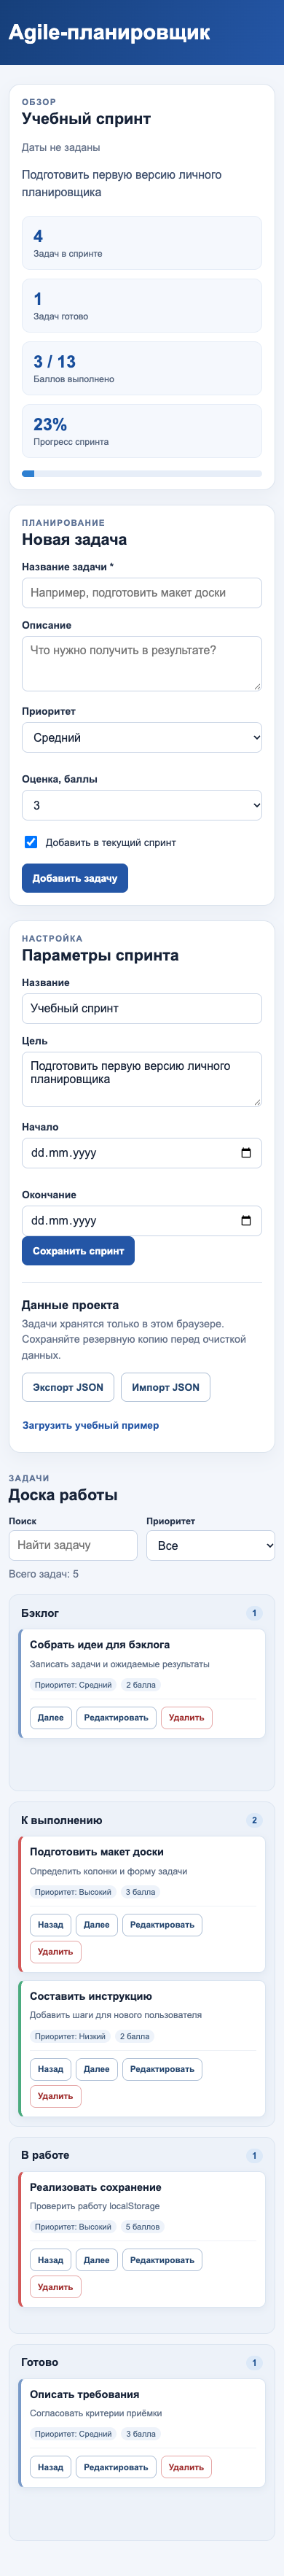 Agile-планировщик
ОБЗОР
Учебный спринт
Даты не заданы
Подготовить первую версию личного
планировщика
4
Задач в спринте
1
Задач готово
3 / 13
Баллов выполнено
23%
Прогресс спринта
ПЛАНИРОВАНИЕ
Новая задача
Название задачи *
Например, подготовить макет доски
Описание
Что нужно получить в результате?
Приоритет
Средний
Оценка, баллы
3
Добавить в текущий спринт
Добавить задачу
НАСТРОЙКА
Параметры спринта
Название
Учебный спринт
Цель
Подготовить первую версию личного
планировщика
Начало
dd.mm.yyyy
Окончание
dd.mm.yyyy
Сохранить спринт
Данные проекта
Задачи хранятся только в этом браузере.
Сохраняйте резервную копию перед очисткой
данных.
Экспорт JSON Импорт JSON
Загрузить учебный пример
ЗАДАЧИ
Доска работы
Поиск Приоритет
Найти задачу Все
Всего задач: 5
Бэклог 1
Собрать идеи для бэклога
Записать задачи и ожидаемые результаты
Приоритет: Средний 2 балла
Далее Редактировать Удалить
К выполнению 2
Подготовить макет доски
Определить колонки и форму задачи
Приоритет: Высокий 3 балла
Назад Далее Редактировать
Удалить
Составить инструкцию
Добавить шаги для нового пользователя
Приоритет: Низкий 2 балла
Назад Далее Редактировать
Удалить
В работе 1
Реализовать сохранение
Проверить работу localStorage
Приоритет: Высокий 5 баллов
Назад Далее Редактировать
Удалить
Готово 1
Описать требования
Согласовать критерии приёмки
Приоритет: Средний 3 балла
Назад Редактировать Удалить